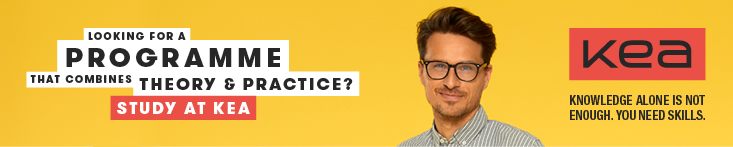 LOOKING FOR A
PROGRAMME
THAT COMBINES THEORY & PRACTICE?
STUDY AT KEA
kea
KNOWLEDGE ALONE IS NOT
ENOUGH. YOU NEED SKILLS.